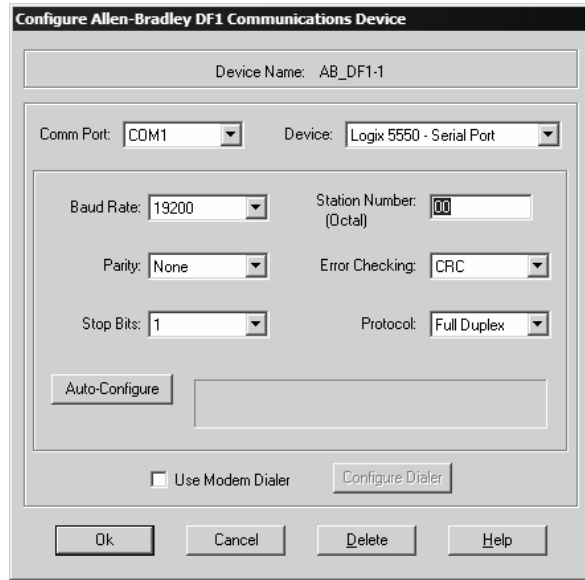 Configure Allen-Bradley DF1 Communications Device
Device Name: AB_DF1-1
Comm Port: COM1 Device: Logix 5550 - Serial Port
Baud Rate: 19200 Station Number: 00
(Octal)
Parity: None Error Checking: CRC
Stop Bits: 1 Protocol: Full Duplex
Auto-Configure
Use Modem Dialer Configure Dialer
Ok Cancel Delete Help